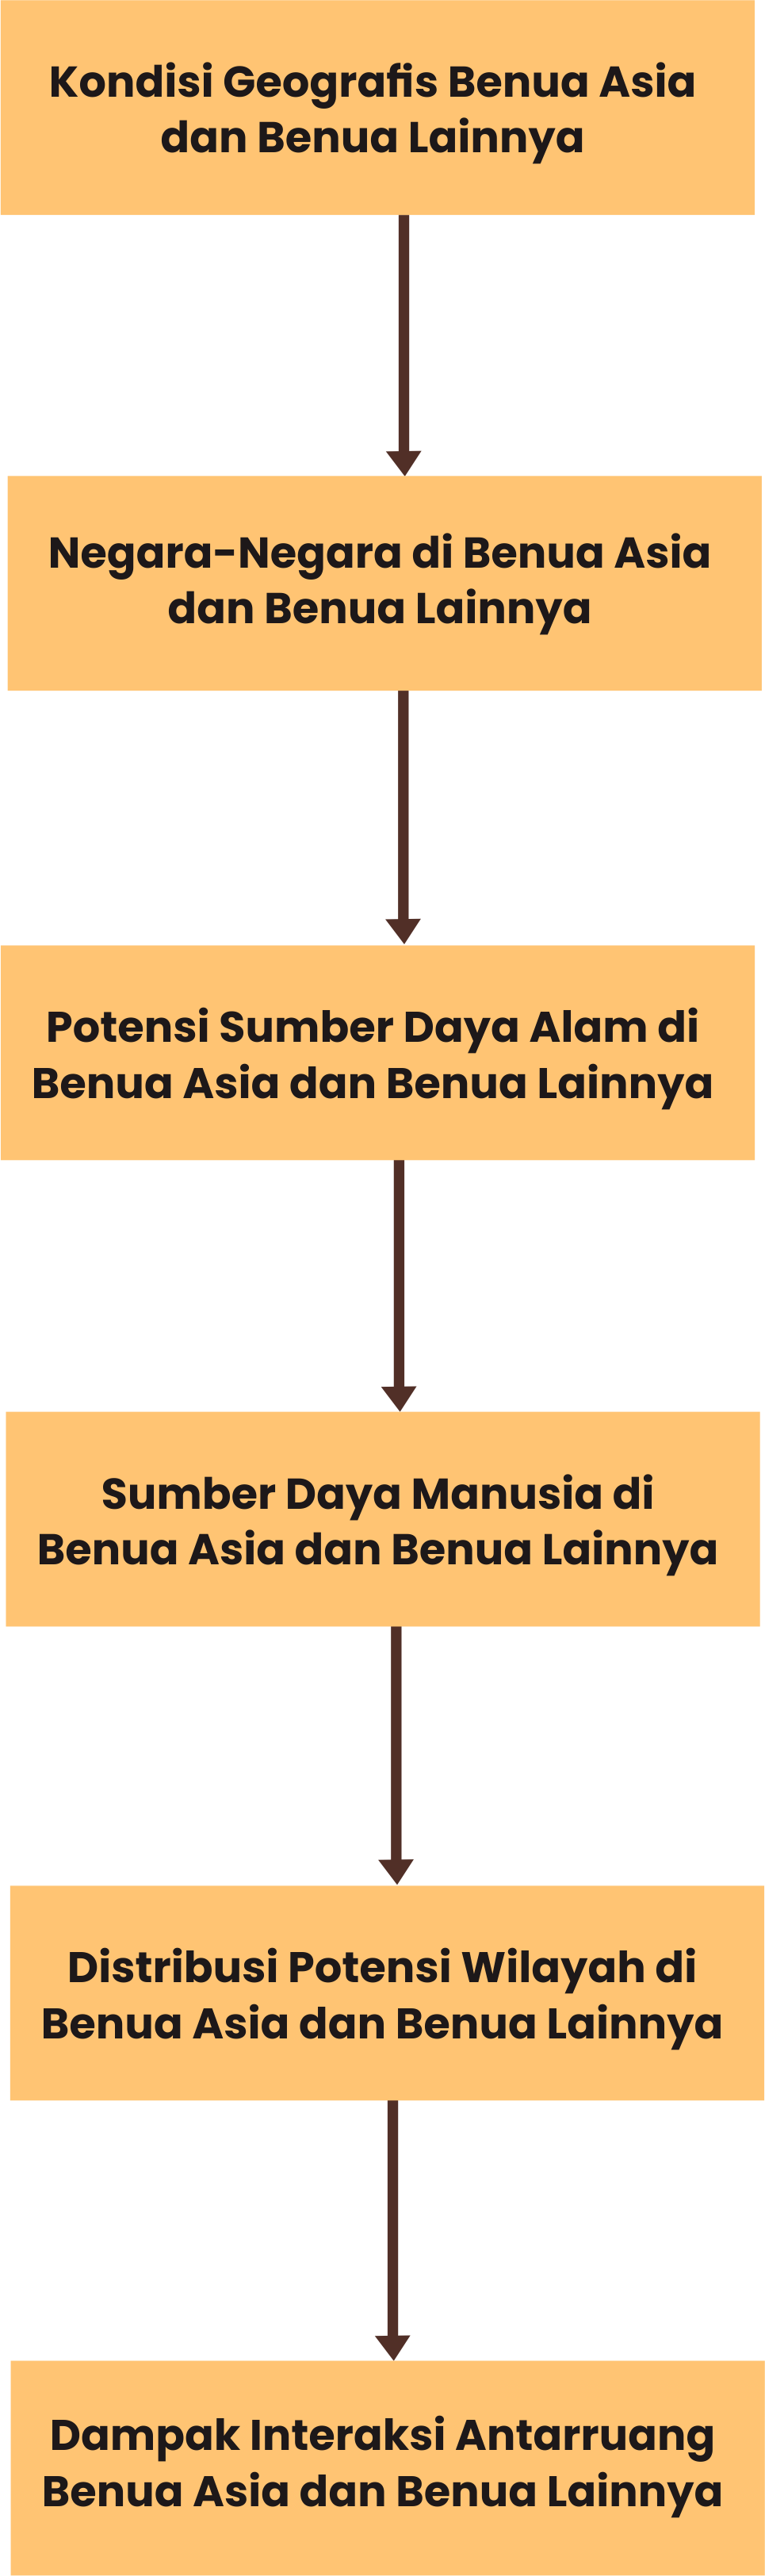 Kondisi Geografis Benua Asia
dan Benua Lainnya
Negara-Negara di Benua Asia
dan Benua Lainnya
Potensi Sumber Daya Alam di
Benua Asia dan Benua Lainnya
Sumber Daya Manusia di
Benua Asia dan Benua Lainnya
Distribusi Potensi Wilayah di
Benua Asia dan Benua Lainnya
Dampak Interaksi Antarruang
Benua Asia dan Benua Lainnya